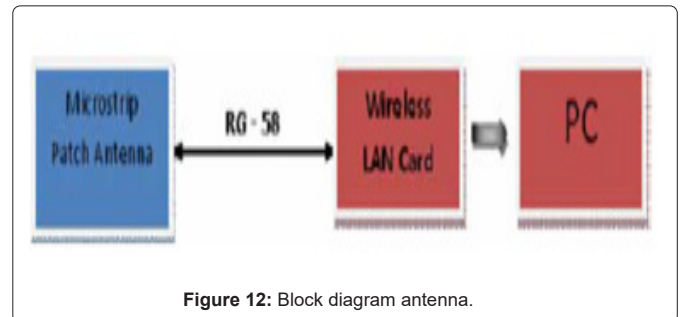 Microstrip
Patch Antenna
RG - 58
Wireless
LAN Card
PC
Figure 12: Block diagram antenna.